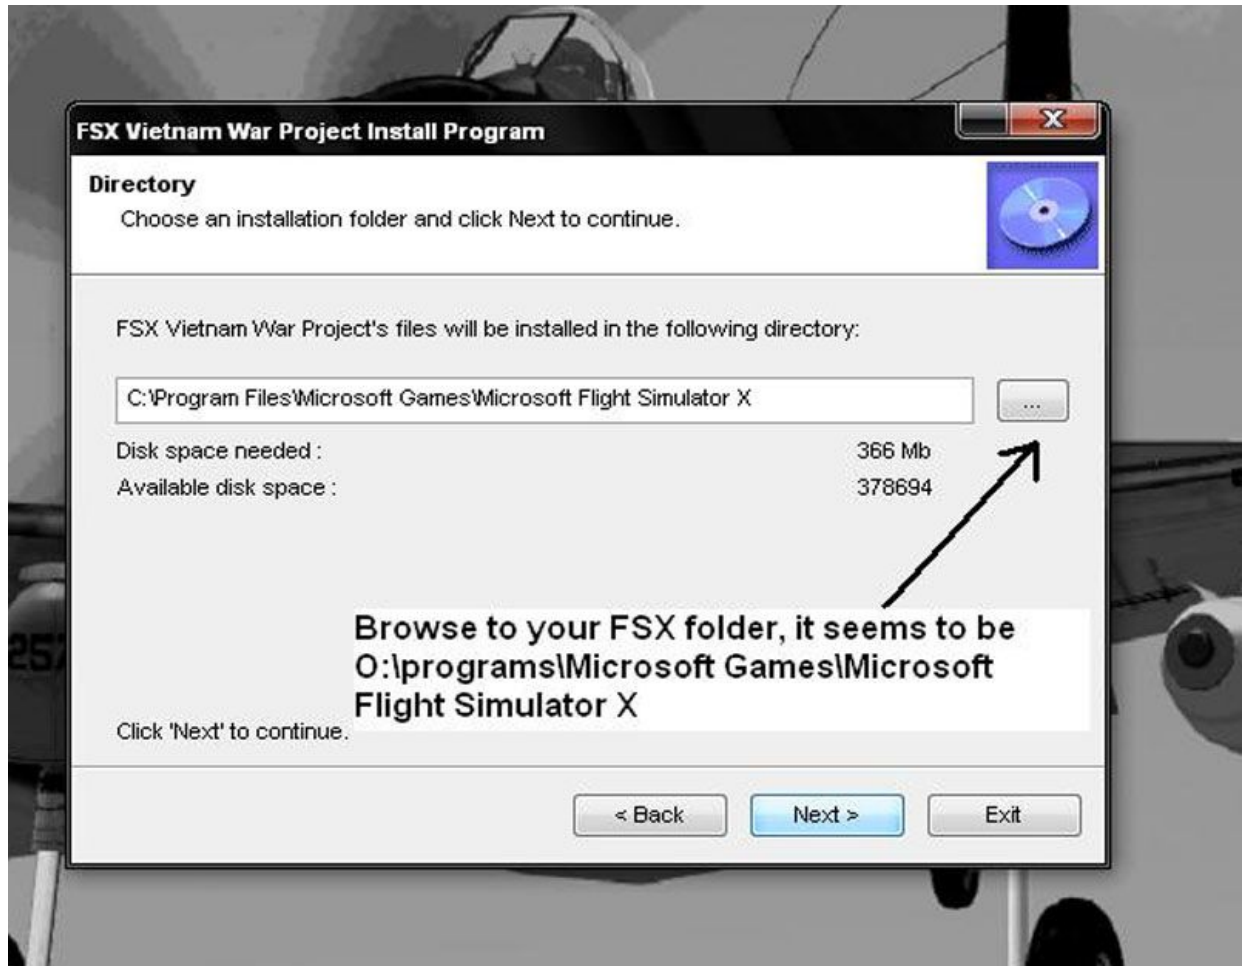 FSX Vietnam War Project Install Program
X
Directory
Choose an installation folder and click Next to continue.
FSX Vietnam War Project's files will be installed in the following directory:
C:\Program Files\Microsoft Games\Microsoft Flight Simulator X
...
Disk space needed : 366 Mb
Available disk space : 378694
Browse to your FSX folder, it seems to be
O:\programs\Microsoft Games\Microsoft
Flight Simulator X
Click 'Next' to continue.
< Back Next > Exit